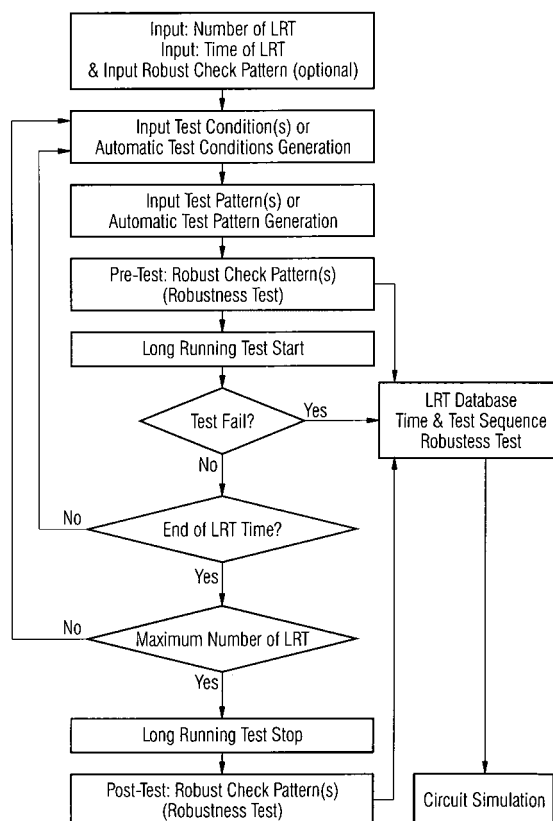 Input: Number of LRT
Input: Time of LRT
& Input Robust Check Pattern (optional)
Input Test Condition(s) or
Automatic Test Conditions Generation
Input Test Pattern(s) or
Automatic Test Pattern Generation
Pre-Test: Robust Check Pattern(s)
(Robustness Test)
Long Running Test Start
Test Fail?
Yes
No
LRT Database
Time & Test Sequence
Robustess Test
End of LRT Time?
No
Yes
Maximum Number of LRT
No
Yes
Long Running Test Stop
Post-Test: Robust Check Pattern(s)
(Robustness Test)
Circuit Simulation